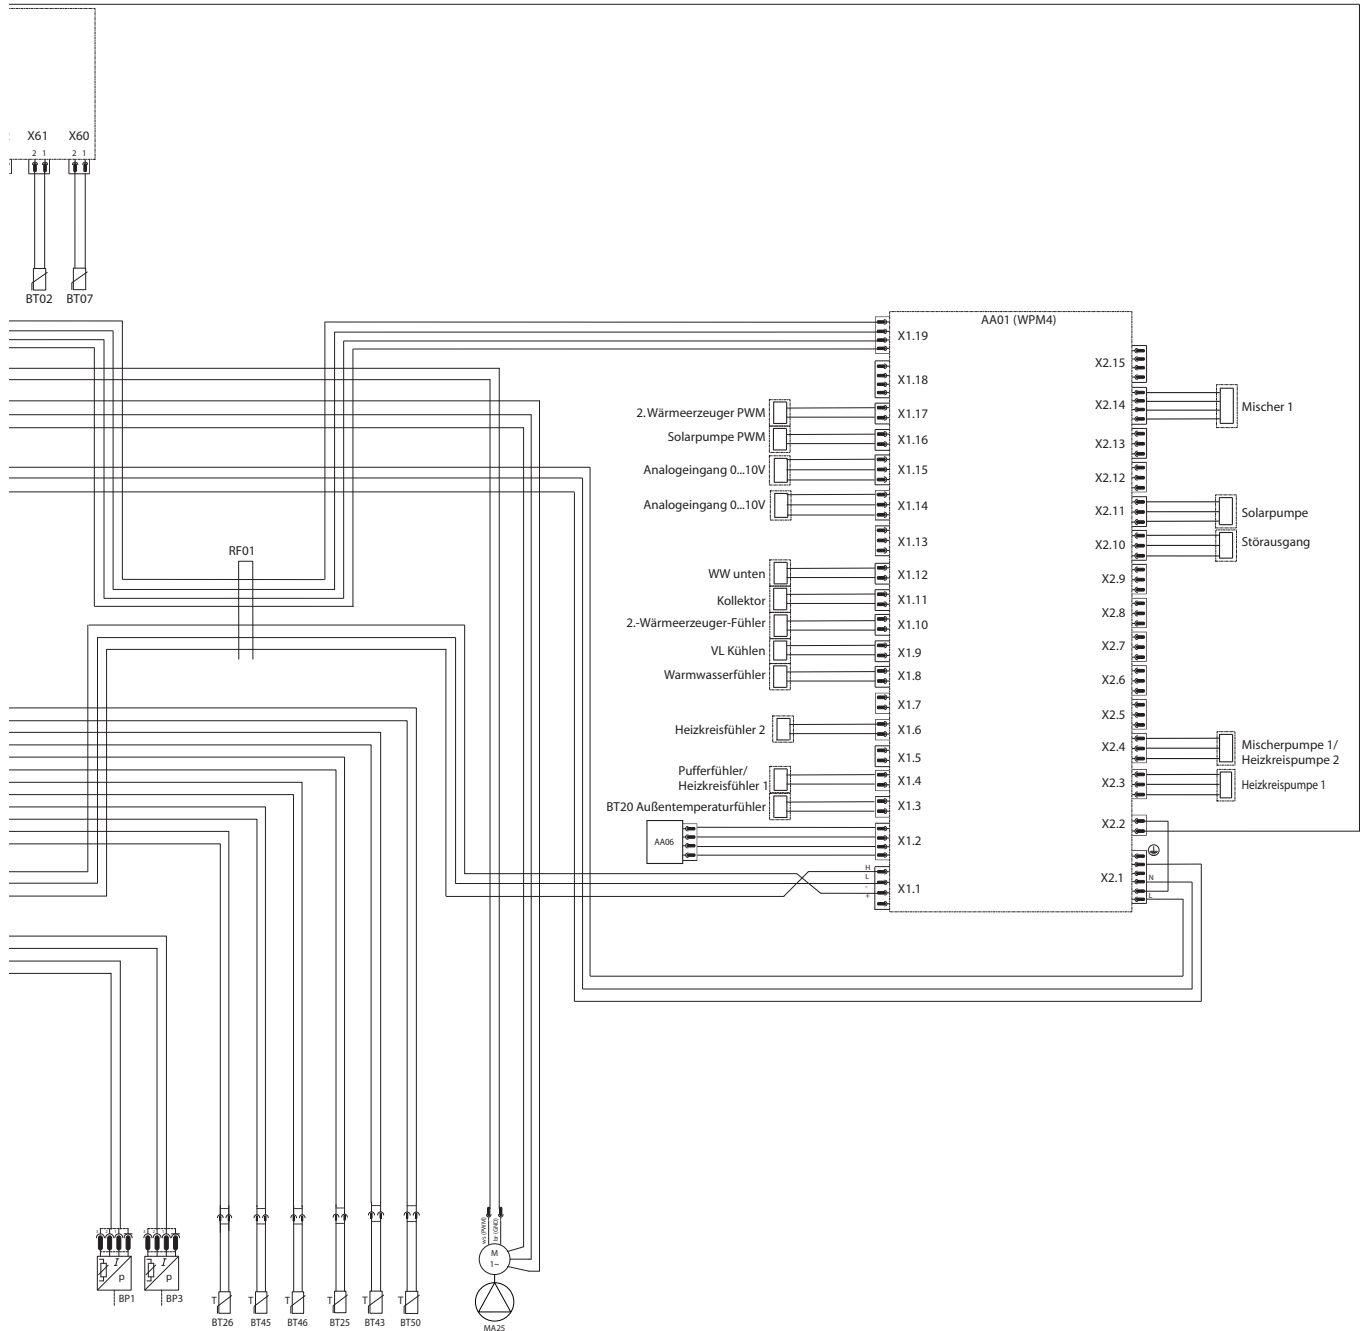 X61 X60
2 1 2 1
BT02 BT07
AA01 (WPM4)
X1.19
X2.15
X1.18
2.Wärmeerzeuger PWM
X1.17
X2.14
Mischer 1
Solarpumpe PWM
X1.16
X2.13
Analogeingang 0...10V
X1.15
X2.12
Analogeingang 0...10V
X1.14
X2.11
Solarpumpe
X1.13
X2.10
Störausgang
RF01
WW unten
X1.12
X2.9
Kollektor
X1.11
X2.8
2.-Wärmeerzeuger-Fühler
X1.10
VL Kühlen
X1.9
X2.7
Warmwasserfühler
X1.8
X2.6
X1.7
X2.5
Heizkreisfühler 2
X1.6
X2.4
Mischerpumpe 1/
Heizkreispumpe 2
X1.5
Pufferfühler/
Heizkreisfühler 1
X1.4
X2.3
Heizkreispumpe 1
BT20 Außentemperaturfühler
X1.3
X2.2
AA06
X1.2
H
L
-
+
X1.1
X2.1
N
L
ws (PWM)
br (GND)
M
1~
I
p
BP1
I
p
BP3
T T T T T T
BT26 BT45 BT46 BT25 BT43 BT50
MA25